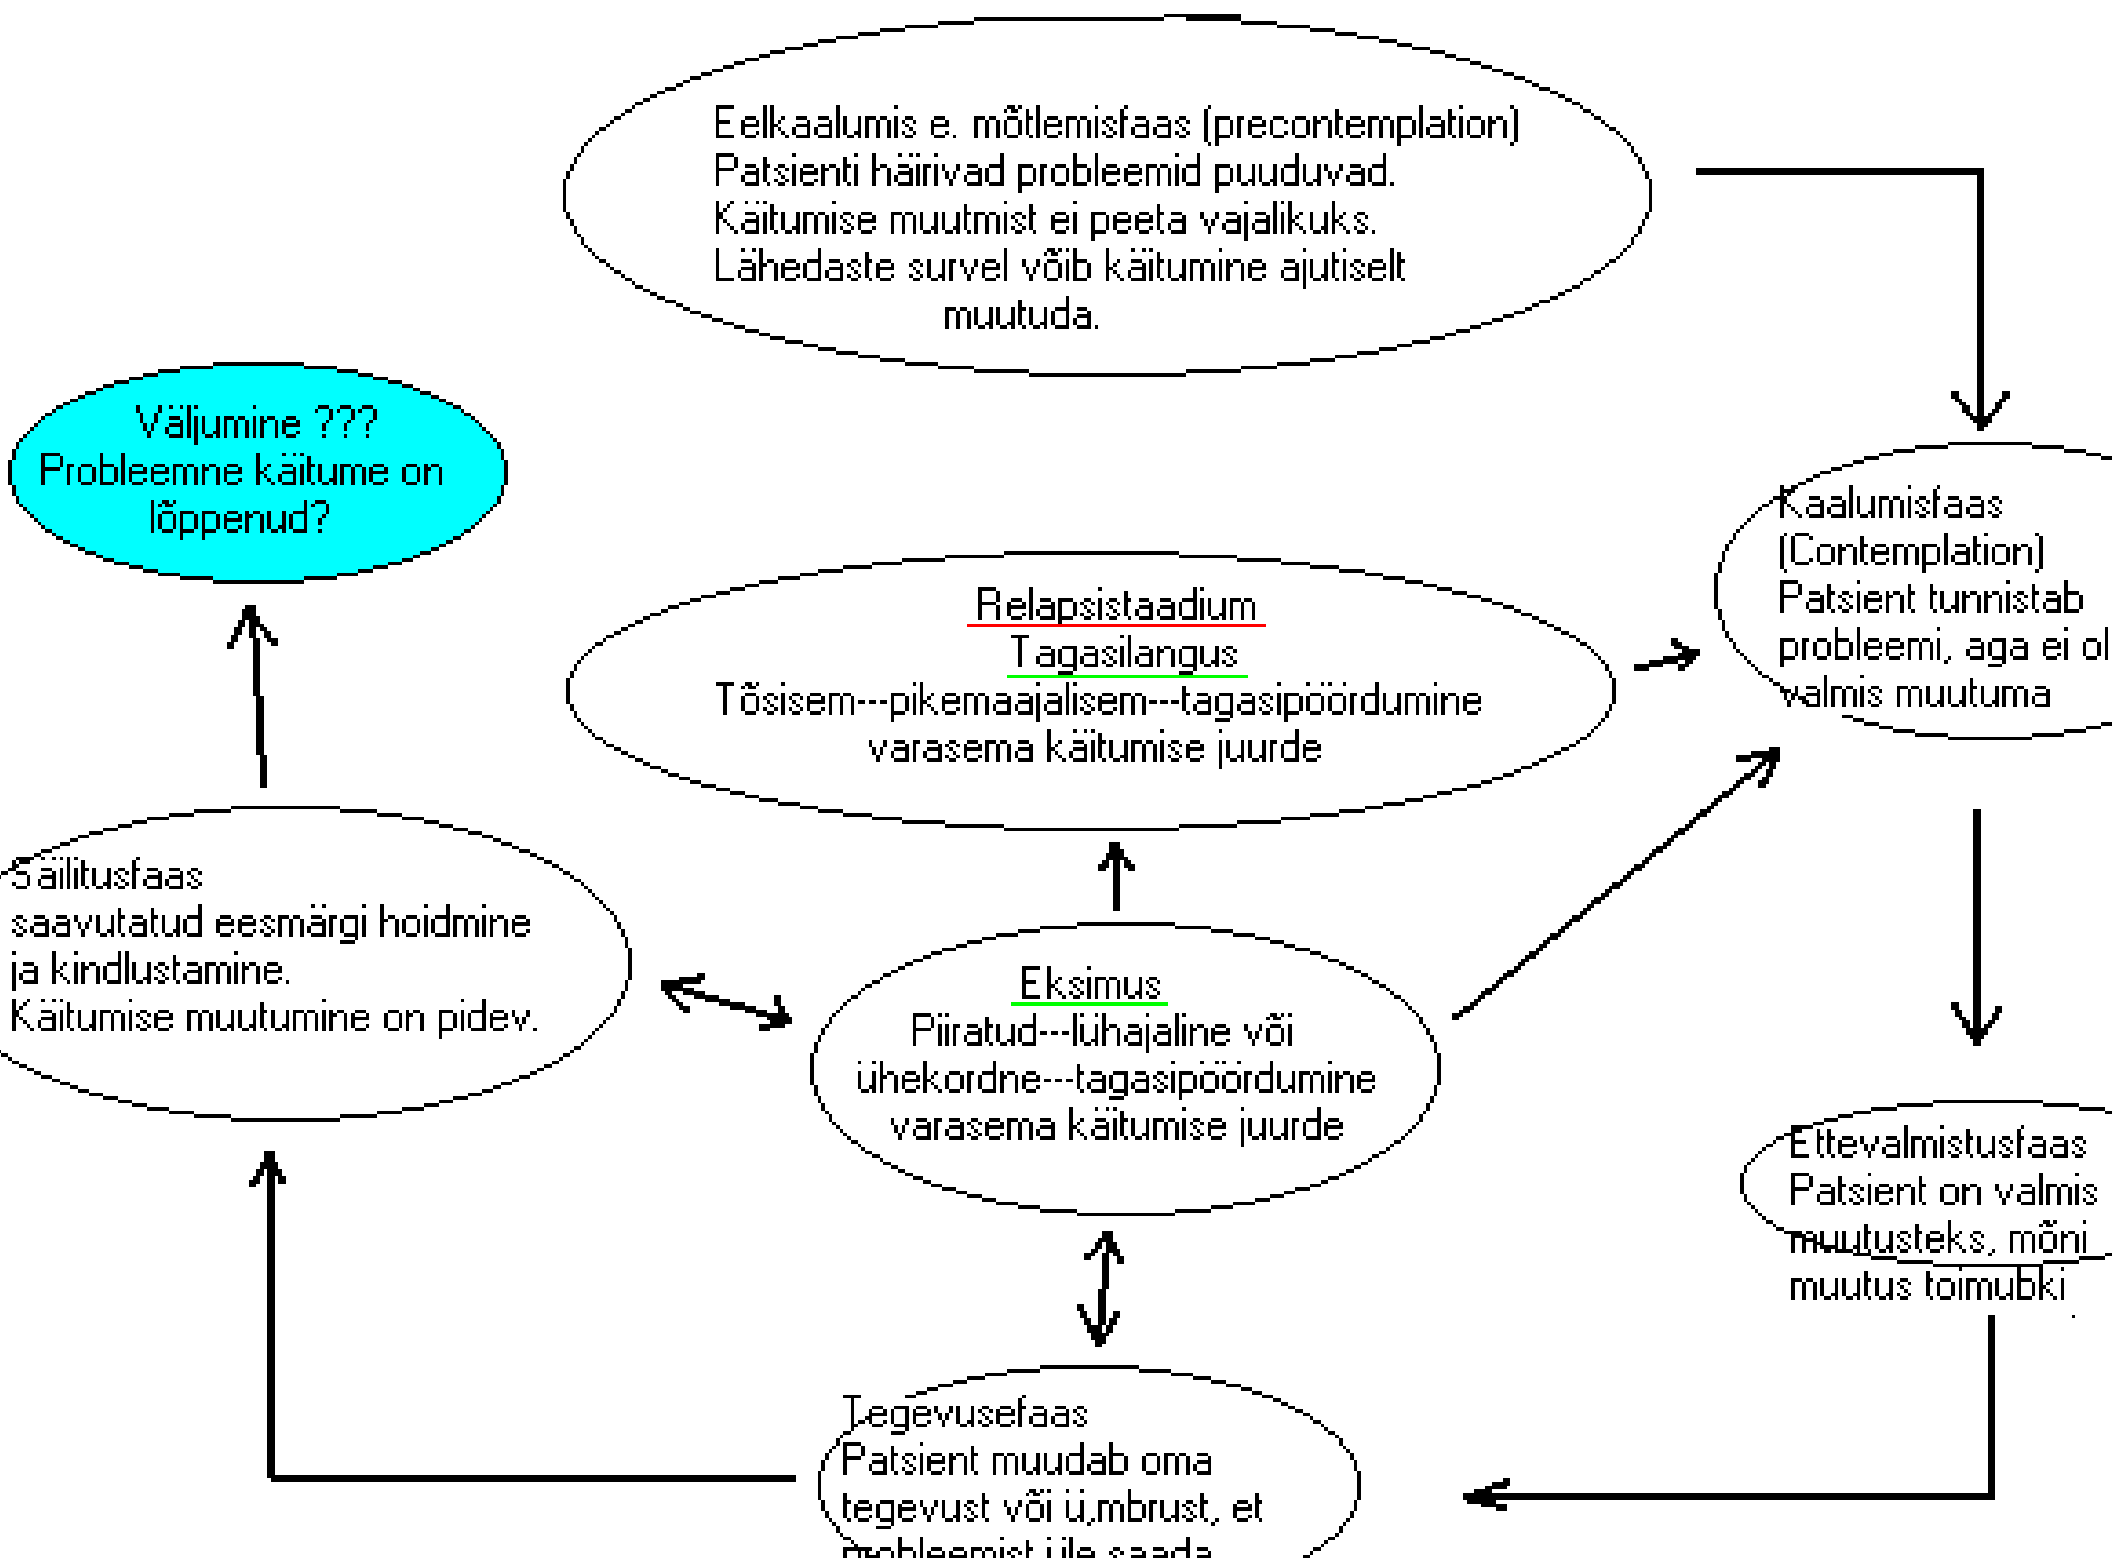 Eelkaalumis e. mõtlemisfaas (precontemplation)
Patsienti häirivad probleemid puuduvad.
Käitumise muutmist ei peeta vajalikuks.
Lähedaste survel võib käitumine ajutiselt
muutuda.
Väljumine ???
Probleemne käitume on
lõppenud?
Kaalumisfaas
(Contemplation)
Patsient tunnistab
probleemi, aga ei ol
valmis muutuma
Relapsistaadium
Tagasilangus
Tõsisem---pikemaajalisem---tagasipöördumine
varasema käitumise juurde
Säilitusfaas
saavutatud eesmärgi hoidmine
ja kindlustamine.
Käitumise muutumine on pidev.
Eksimus
Piiratud---lühajaline või
ühekordne---tagasipöördumine
varasema käitumise juurde
Ettevalmistusfaas
Patsient on valmis
muutusteks, mõni
muutus toimubki
Tegevusefaas
Patsient muudab oma
tegevust või ü,mbrust, et
probleemist üle saada